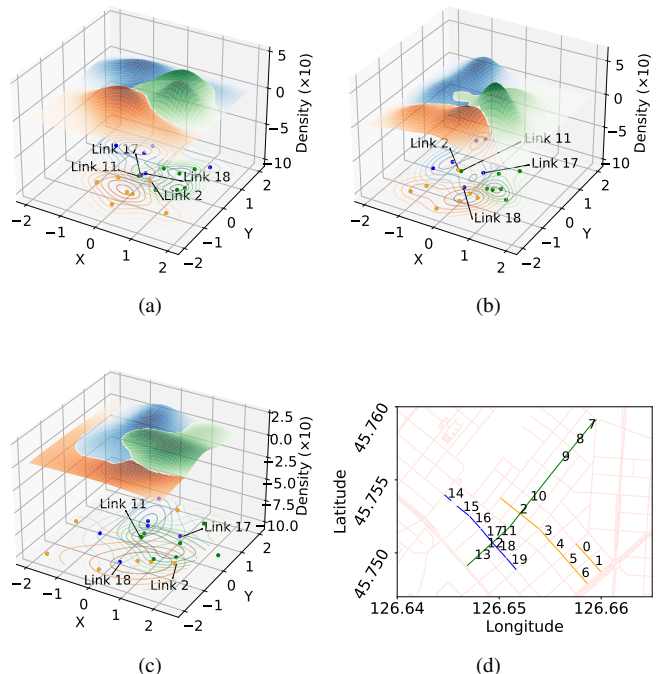 5
0
−5
−10
Density (×10)
Link 17
Link 11
Link 18
Link 2
−2
−1
0
1
2
X
−2
−1
0
1
2
Y
(a)
5
0
−5
−10
Density (×10)
Link 2
Link 11
Link 17
Link 18
−2
−1
0
1
2
X
−2
−1
0
1
2
Y
(b)
2.5
0.0
−2.5
−5.0
−7.5
−10.0
Density (×10)
Link 11
Link 17
Link 18
Link 2
−2
−1
0
1
2
X
−2
−1
0
1
2
Y
(c)
45.760
45.755
45.750
Latitude
7
8
9
10
14
15
16
2
17
11
3
12
18
4
0
13
19
5
1
6
126.64
126.65
126.66
Longitude
(d)